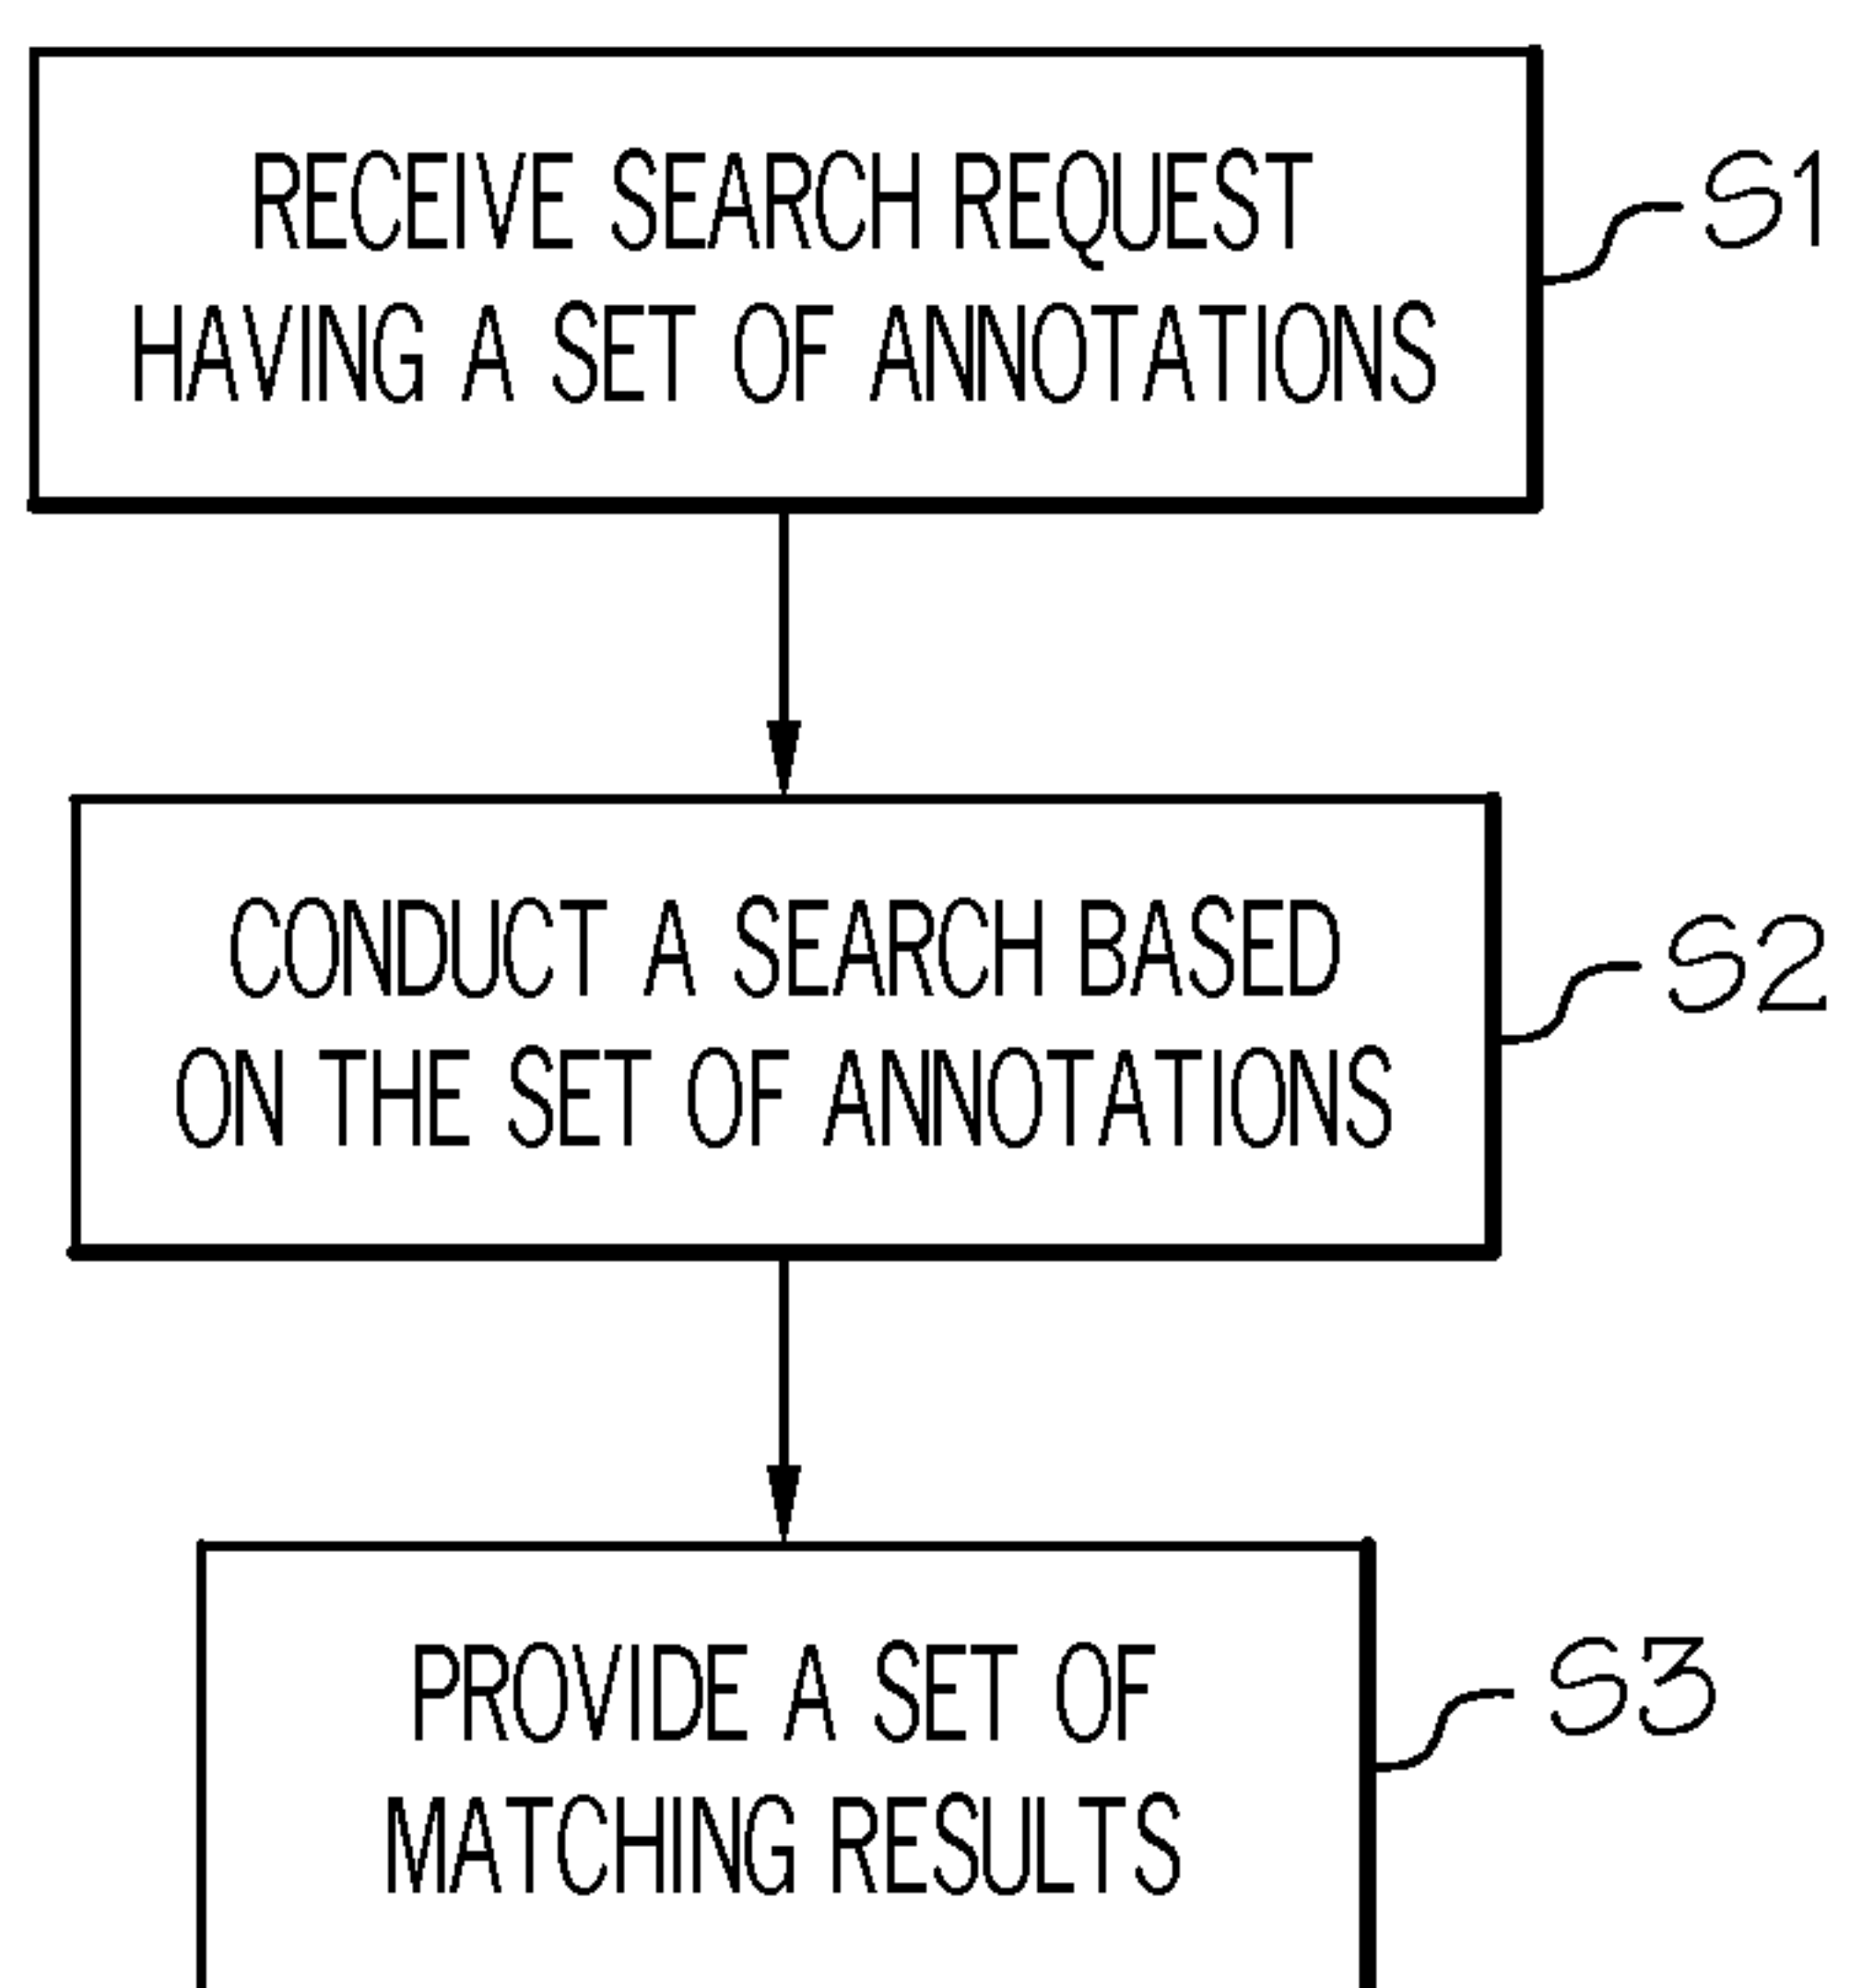 RECEIVE SEARCH REQUEST
HAVING A SET OF ANNOTATIONS
S1
CONDUCT A SEARCH BASED
ON THE SET OF ANNOTATIONS
S2
PROVIDE A SET OF
MATCHING RESULTS
S3